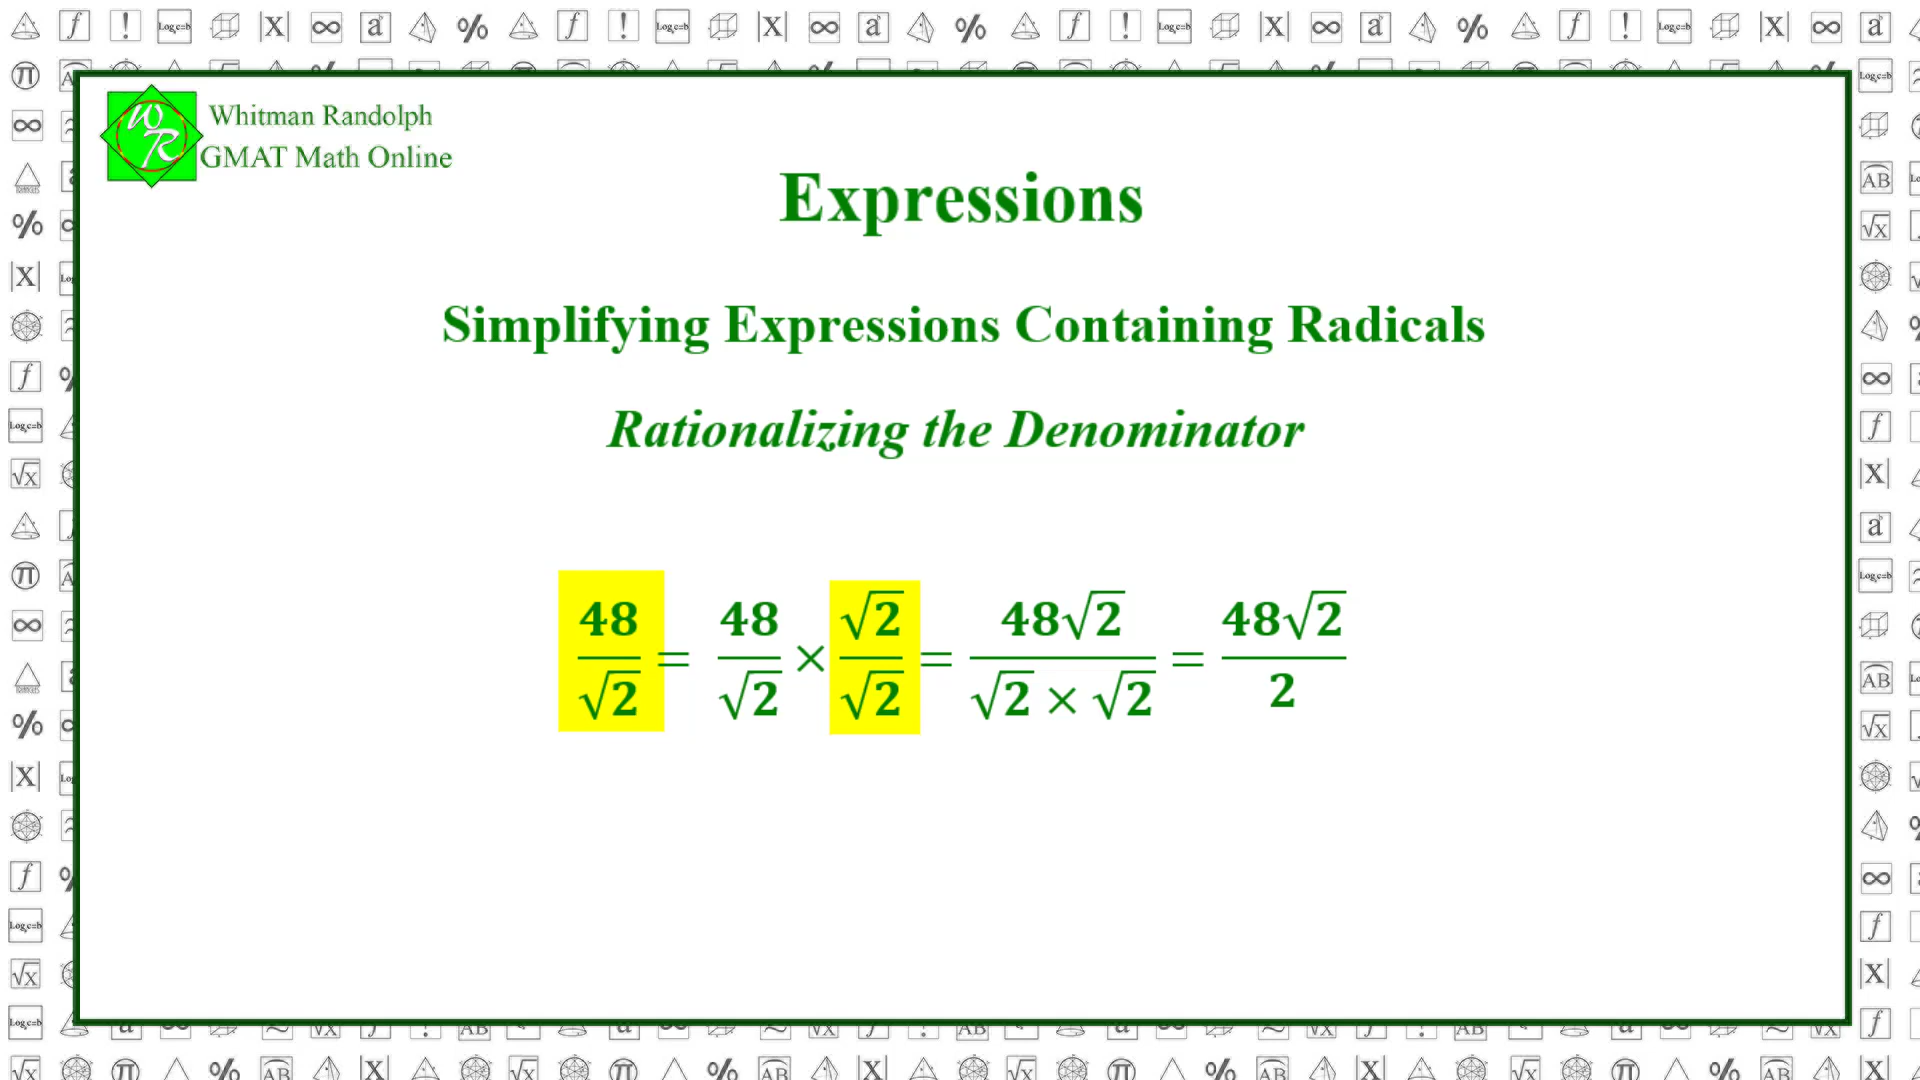 Whitman Randolph
GMAT Math Online
Expressions
Simplifying Expressions Containing Radicals
Rationalizing the Denominator
48/√2 = 48/√2 × √2/√2 = 48√2/√2 × √2 = 48√2/2